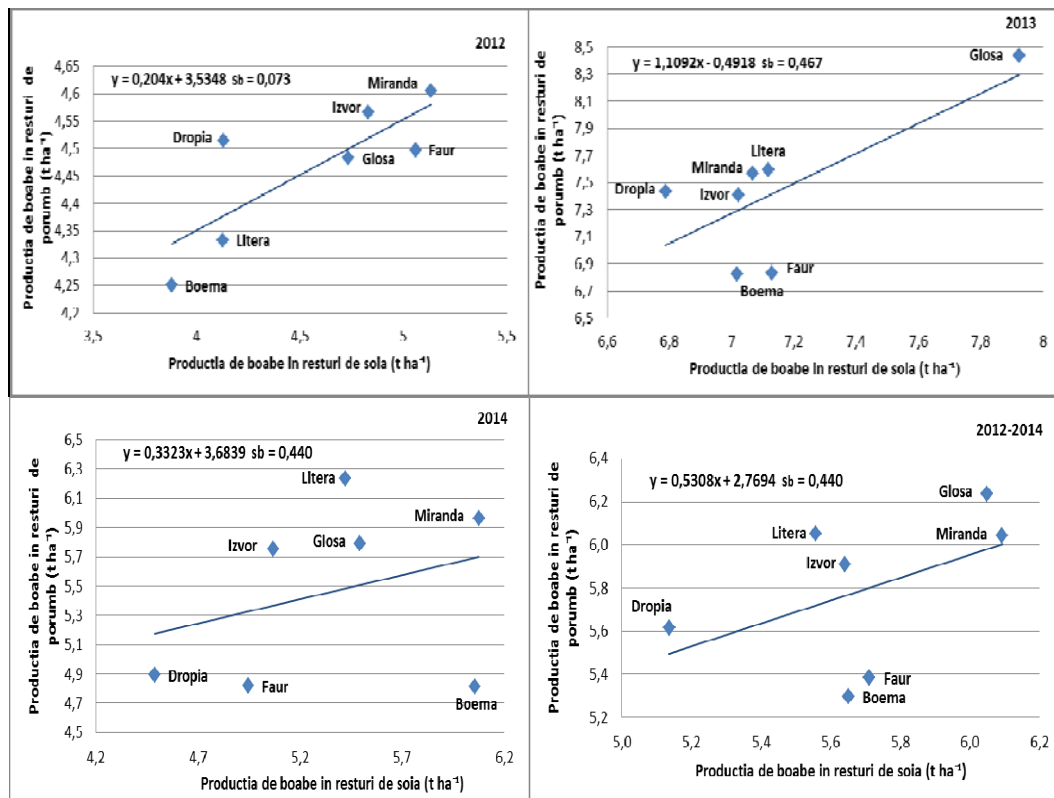 2012
y = 0,204x + 3,5348 sb = 0,073
Productia de boabe in resturi de
porumb (t ha⁻¹)
4,65
4,6
4,55
4,5
4,45
4,4
4,35
4,3
4,25
4,2
Miranda
Izvor
Dropia
Glosa
Faur
Litera
Boema
3,5 4 4,5 5 5,5
Productia de boabe in resturi de soia (t ha⁻¹)
2013
y = 1,1092x - 0,4918 sb = 0,467
Productia de boabe in resturi de
porumb (t ha⁻¹)
8,5
8,3
8,1
7,9
7,7
7,5
7,3
7,1
6,9
6,7
6,5
Glosa
Litera
Miranda
Dropia
Izvor
Faur
Boema
6,6 6,8 7 7,2 7,4 7,6 7,8 8
Productia de boabe in resturi de soia (t ha⁻¹)
2014
y = 0,3323x + 3,6839 sb = 0,440
Productia de boabe in resturi de
porumb (t ha⁻¹)
6,5
6,3
6,1
5,9
5,7
5,5
5,3
5,1
4,9
4,7
4,5
Litera
Miranda
Izvor
Glosa
Dropia
Faur
Boema
4,2 4,7 5,2 5,7 6,2
Productia de boabe in resturi de soia (t ha⁻¹)
2012-2014
y = 0,5308x + 2,7694 sb = 0,440
Productia de boabe in resturi de
porumb (t ha⁻¹)
6,4
6,2
6,0
5,8
5,6
5,4
5,2
Glosa
Litera
Miranda
Izvor
Dropia
Faur
Boema
5,0 5,2 5,4 5,6 5,8 6,0 6,2
Productia de boabe in resturi de soia (t ha⁻¹)